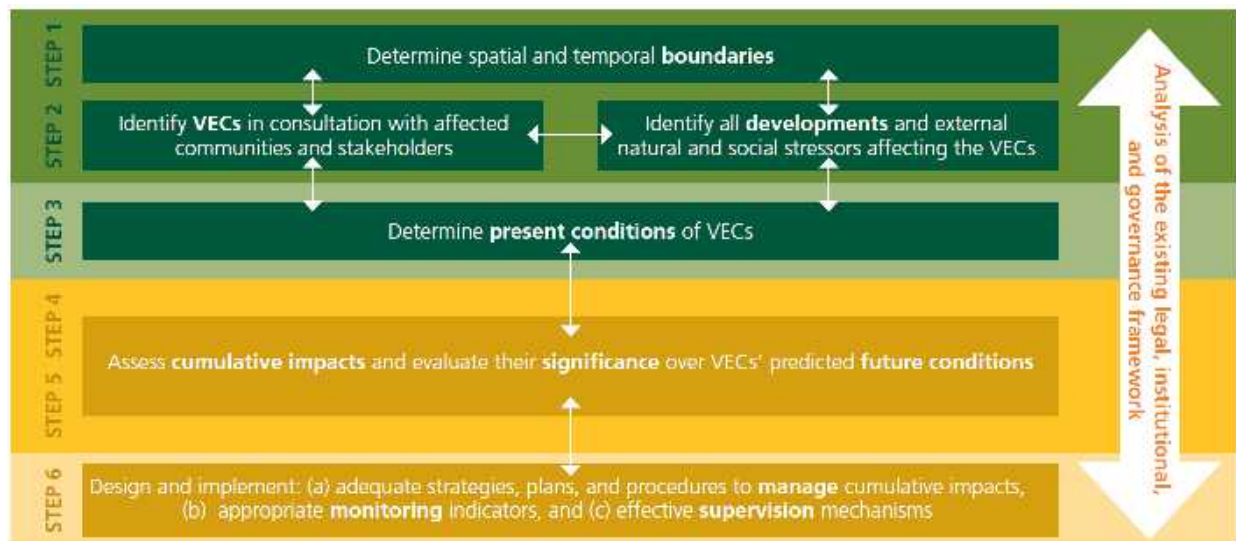 STEP 1
Determine spatial and temporal boundaries
STEP 2
Identify VECs in consultation with affected
communities and stakeholders
Identify all developments and external
natural and social stressors affecting the VECs
STEP 3
Determine present conditions of VECs
STEP 4
STEP 5
Assess cumulative impacts and evaluate their significance over VECs' predicted future conditions
STEP 6
Design and implement: (a) adequate strategies, plans, and procedures to manage cumulative impacts,
(b) appropriate monitoring indicators, and (c) effective supervision mechanisms
Analysis of the existing legal, institutional,
and governance framework